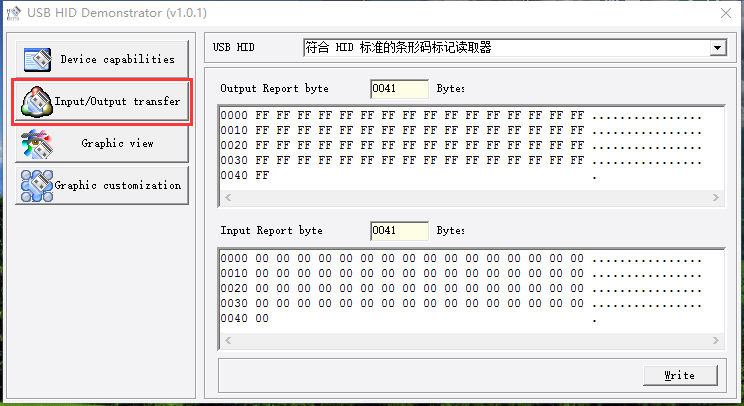 USB HID Demonstrator (v1.0.1)
Device capabilities
Input/Output transfer
Graphic view
Graphic customization
USB HID 符合 HID 标准的条形码标记读取器
Output Report byte 0041 Bytes
0000 FF FF FF FF FF FF FF FF FF FF FF FF FF FF FF FF ................
0010 FF FF FF FF FF FF FF FF FF FF FF FF FF FF FF FF ................
0020 FF FF FF FF FF FF FF FF FF FF FF FF FF FF FF FF ................
0030 FF FF FF FF FF FF FF FF FF FF FF FF FF FF FF FF ................
0040 FF .
Input Report byte 0041 Bytes
0000 00 00 00 00 00 00 00 00 00 00 00 00 00 00 00 00 ................
0010 00 00 00 00 00 00 00 00 00 00 00 00 00 00 00 00 ................
0020 00 00 00 00 00 00 00 00 00 00 00 00 00 00 00 00 ................
0030 00 00 00 00 00 00 00 00 00 00 00 00 00 00 00 00 ................
0040 00 .
Write